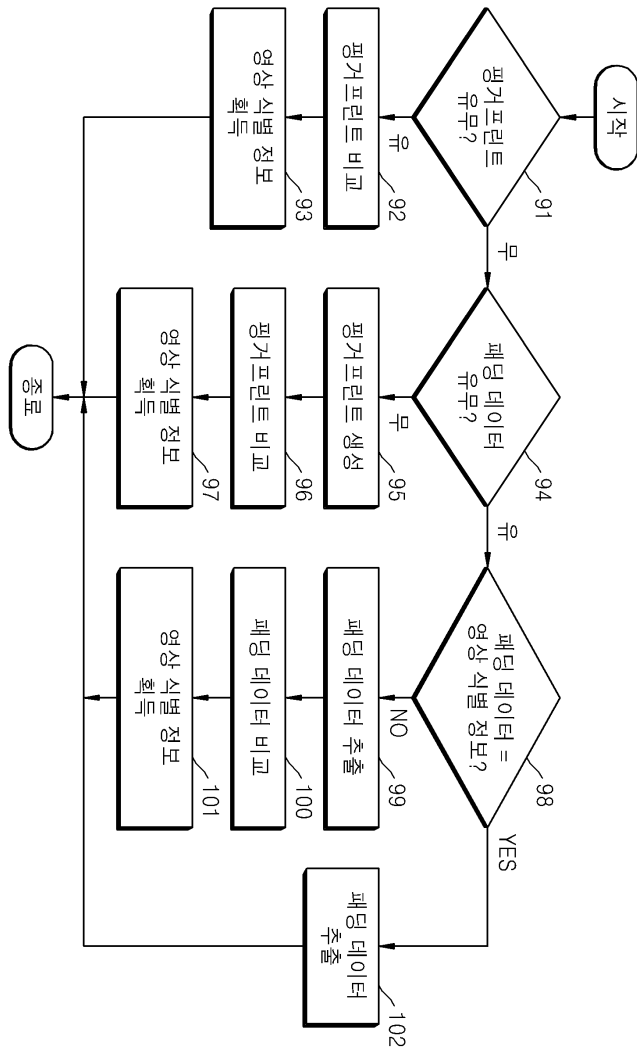 시작
핑거프린트
유무?
91
유
핑거프린트 비교
92
영상 식별 정보
획득
93
무
패딩 데이터
유무?
94
무
핑거프린트 생성
95
핑거프린트 비교
96
영상 식별 정보
획득
97
유
패딩 데이터 =
영상 식별 정보?
98
NO
패딩 데이터 추출
99
패딩 데이터 비교
100
영상 식별 정보
획득
101
YES
패딩 데이터
추출
102
종료